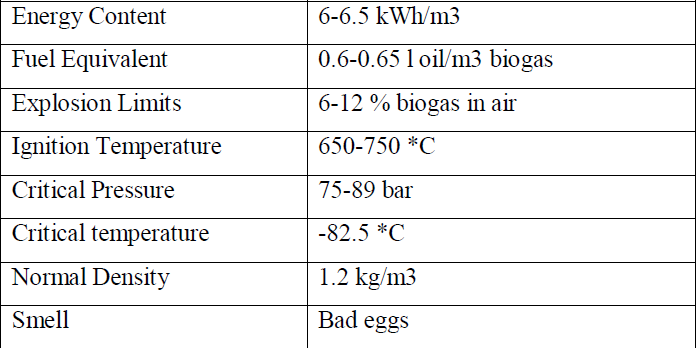 Energy Content 6-6.5 kWh/m3
Fuel Equivalent 0.6-0.65 l oil/m3 biogas
Explosion Limits 6-12 % biogas in air
Ignition Temperature 650-750 *C
Critical Pressure 75-89 bar
Critical temperature -82.5 *C
Normal Density 1.2 kg/m3
Smell Bad eggs